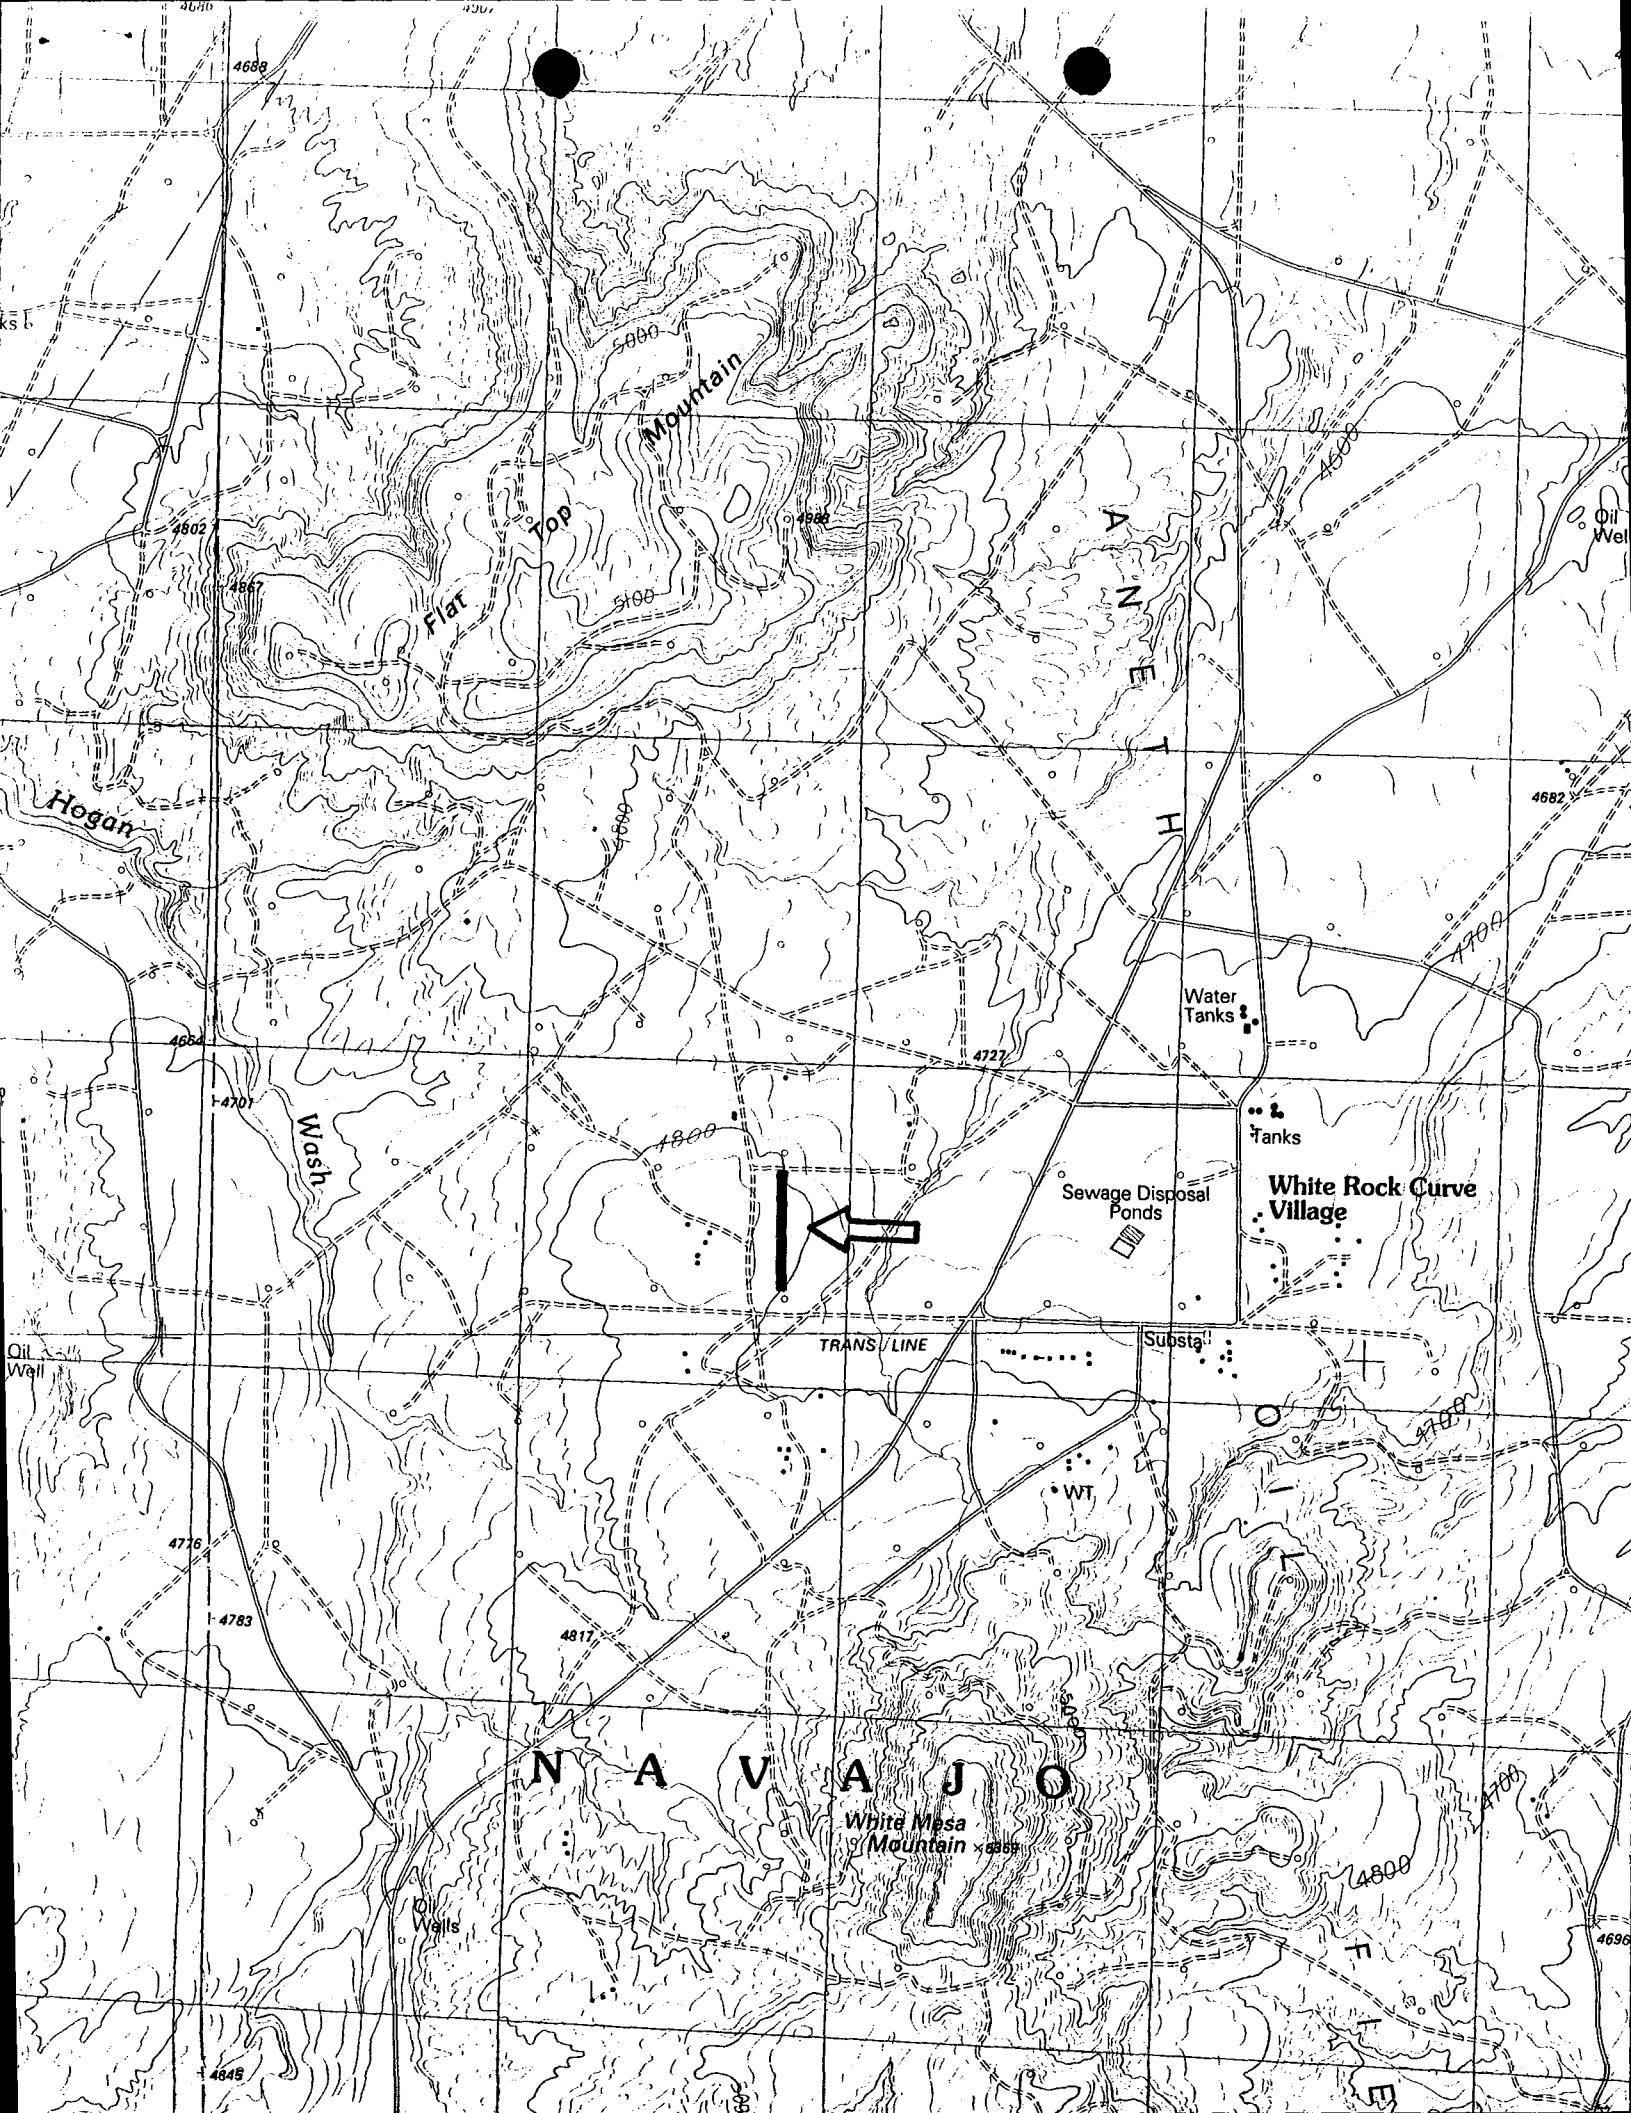 4688
5000
Mountain
4600
Top
Flat
4802
4867
4988
5100
Oil
A N E T H
Hogan
4682
4600
4700
Water
Tanks
4727
4664
4701
Wash
4800
Tanks
White Rock Curve
Village
Sewage Disposal
Ponds
TRANS LINE
Substa
Oil
Well
4700
O I L
WT
4776
4783
4817
5000
N A V A J O
White Mesa
Mountain
4700
4800
Oil
Wells
4696
F I E
4845